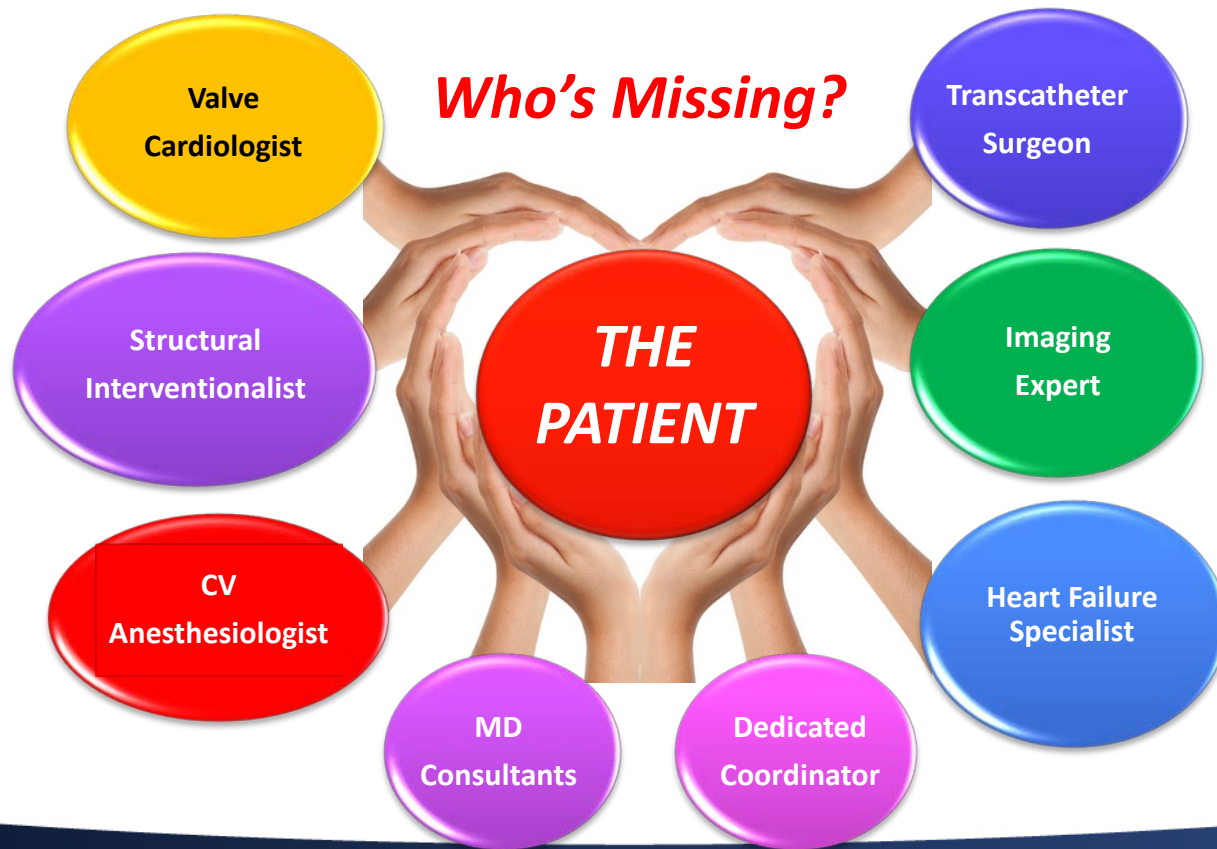 Who's Missing?
Valve
Cardiologist
Transcatheter
Surgeon
Structural
Interventionalist
THE
PATIENT
Imaging
Expert
CV
Anesthesiologist
Heart Failure
Specialist
MD
Consultants
Dedicated
Coordinator